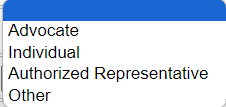 Advocate
Individual
Authorized Representative
Other